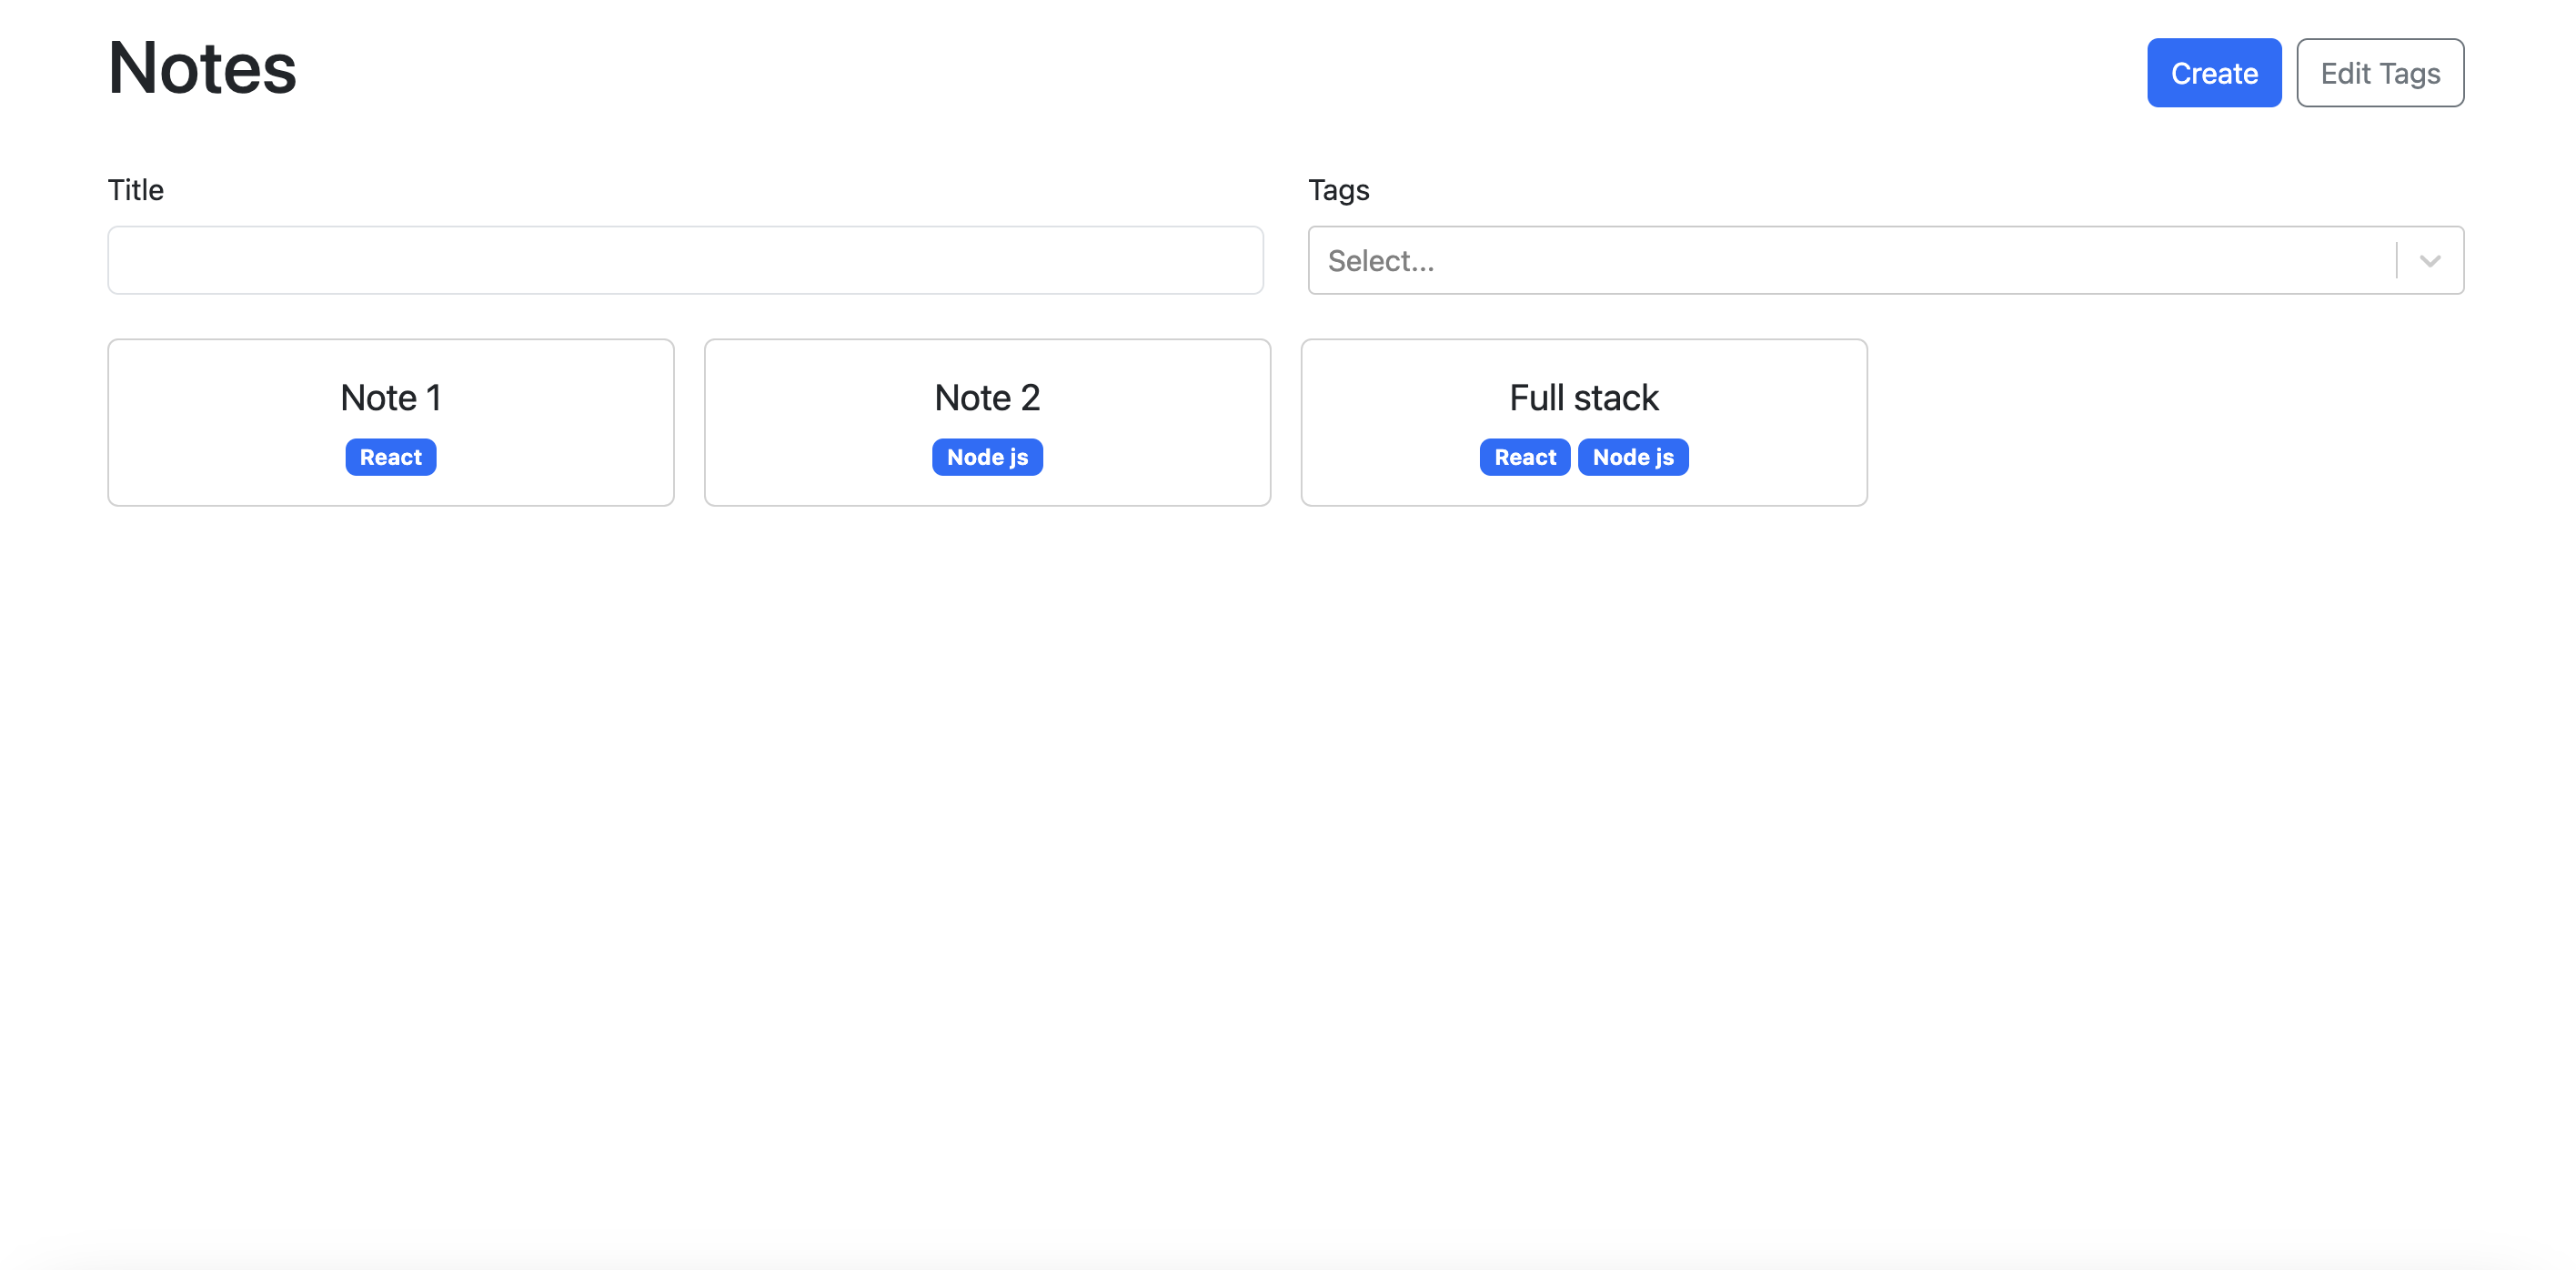 Notes
Create
Edit Tags
Title
Tags
Select...
Note 1
React
Note 2
Node js
Full stack
React Node js